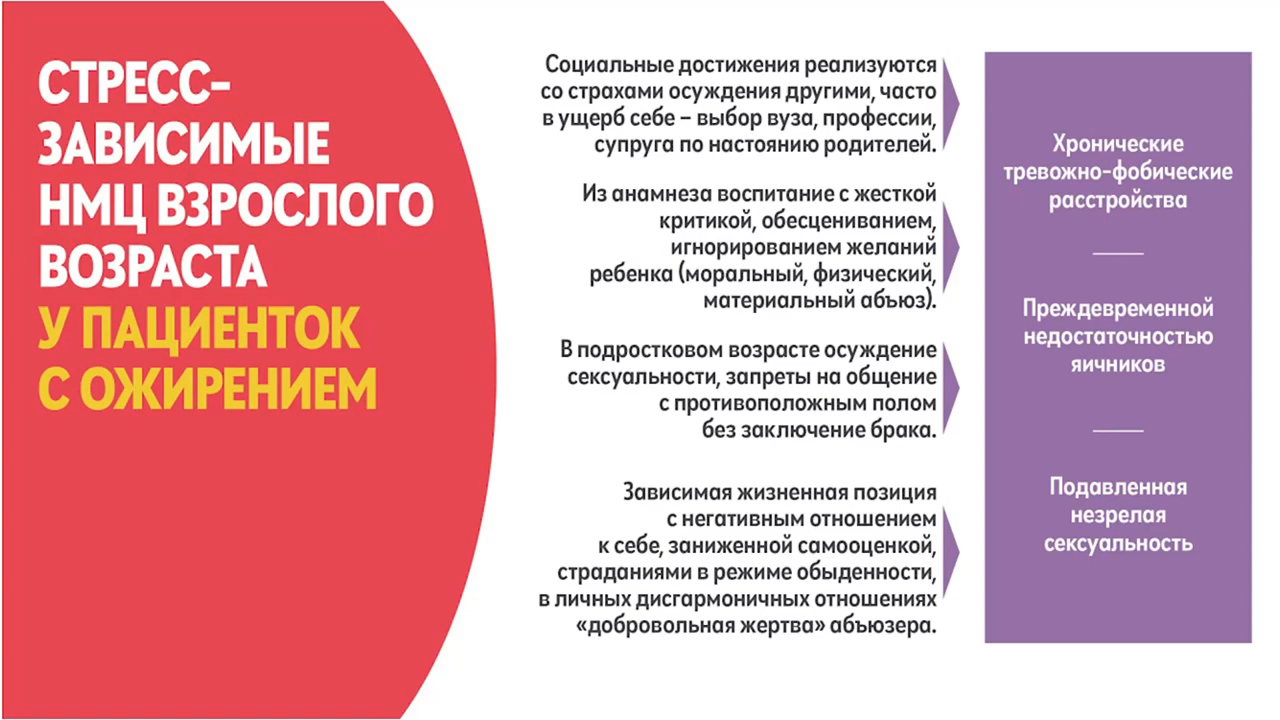 СТРЕСС-
ЗАВИСИМЫЕ
НМЦ ВЗРОСЛОГО
ВОЗРАСТА
У ПАЦИЕНТОК
С ОЖИРЕНИЕМ
Социальные достижения реализуются
со страхами осуждения другими, часто
в ущерб себе – выбор вуза, профессии,
супруга по настоянию родителей.
Из анамнеза воспитание с жесткой
критикой, обесцениванием,
игнорированием желаний
ребенка (моральный, физический,
материальный абъюз).
В подростковом возрасте осуждение
сексуальности, запреты на общение
с противоположным полом
без заключение брака.
Зависимая жизненная позиция
с негативным отношением
к себе, заниженной самооценкой,
страданиями в режиме обыденности,
в личных дисгармоничных отношениях
«добровольная жертва» абъюзера.
Хронические
тревожно-фобические
расстройства
Преждевременной
недостаточностью
яичников
Подавленная
незрелая
сексуальность